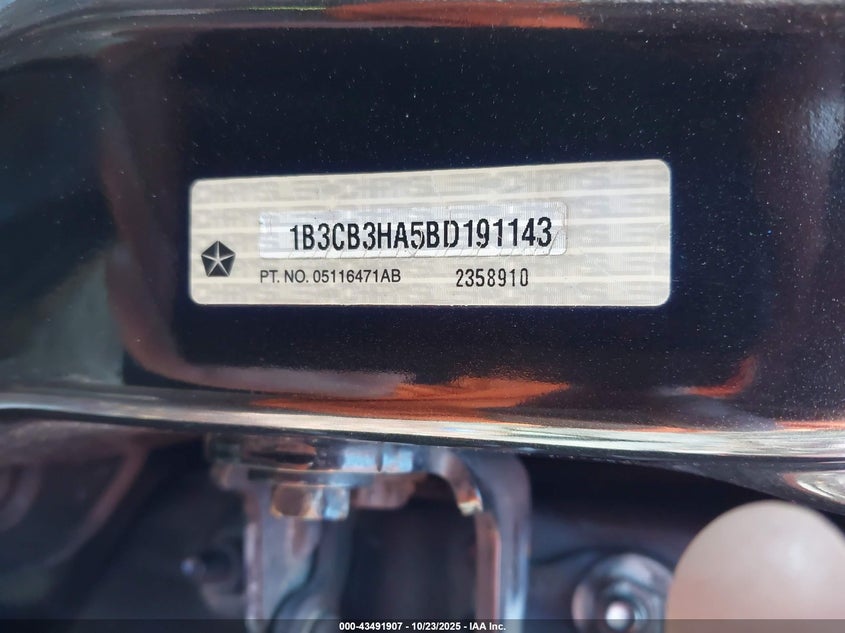 1B3CB3HA5BD191143
PT. NO. 05116471AB 2358910
000-43491907 - 10/23/2025 - IAA Inc.